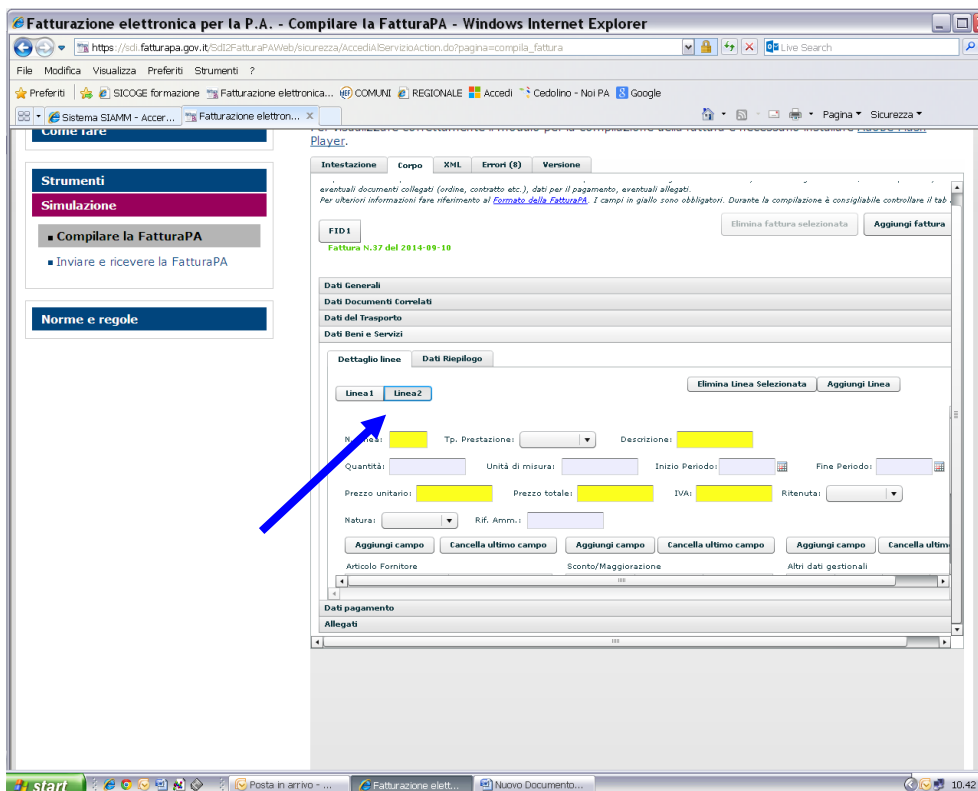 Fatturazione elettronica per la P.A. - Compilare la FatturaPA - Windows Internet Explorer
https://sdi.fatturapa.gov.it/SdI2FatturaPAWeb/sicurezza/AccediAlServizioAction.do?pagina=compila_fattura
Live Search
File Modifica Visualizza Preferiti Strumenti ?
Preferiti SICOGE formazione Fatturazione elettronica... COMUNI REGIONALE Accedi Cedolino - Noi PA Google
Sistema SIAMM - Accer... Fatturazione elettron... X Pagina Sicurezza
Come fare
Player.
Intestazione Corpo XML Errori (8) Versione
eventuali documenti collegati (ordine, contratto etc.), dati per il pagamento, eventuali allegati.
Per ulteriori informazioni fare riferimento al Formato della FatturaPA. I campi in giallo sono obbligatori. Durante la compilazione è consigliabile controllare il tab
Strumenti
Simulazione
Compilare la FatturaPA
Inviare e ricevere la FatturaPA
Norme e regole
FID1
Elimina fattura selezionata Aggiungi fattura
Fattura N.37 del 2014-09-10
Dati Generali
Dati Documenti Correlati
Dati del Trasporto
Dati Beni e Servizi
Dettaglio linee Dati Riepilogo
Elimina Linea Selezionata Aggiungi Linea
Linea1 Linea2
Tp. Prestazione: Descrizione:
Quantità: Unità di misura: Inizio Periodo: Fine Periodo:
Prezzo unitario: Prezzo totale: IVA: Ritenuta:
Natura: Rif. Amm.:
Aggiungi campo Cancella ultimo campo Aggiungi campo Cancella ultimo campo Aggiungi campo Cancella ultim
Articolo Fornitore Sconto/Maggiorazione Altri dati gestionali
Dati pagamento
Allegati
start Posta in arrivo - ... Fatturazione elett... Nuovo Documento... 10.42